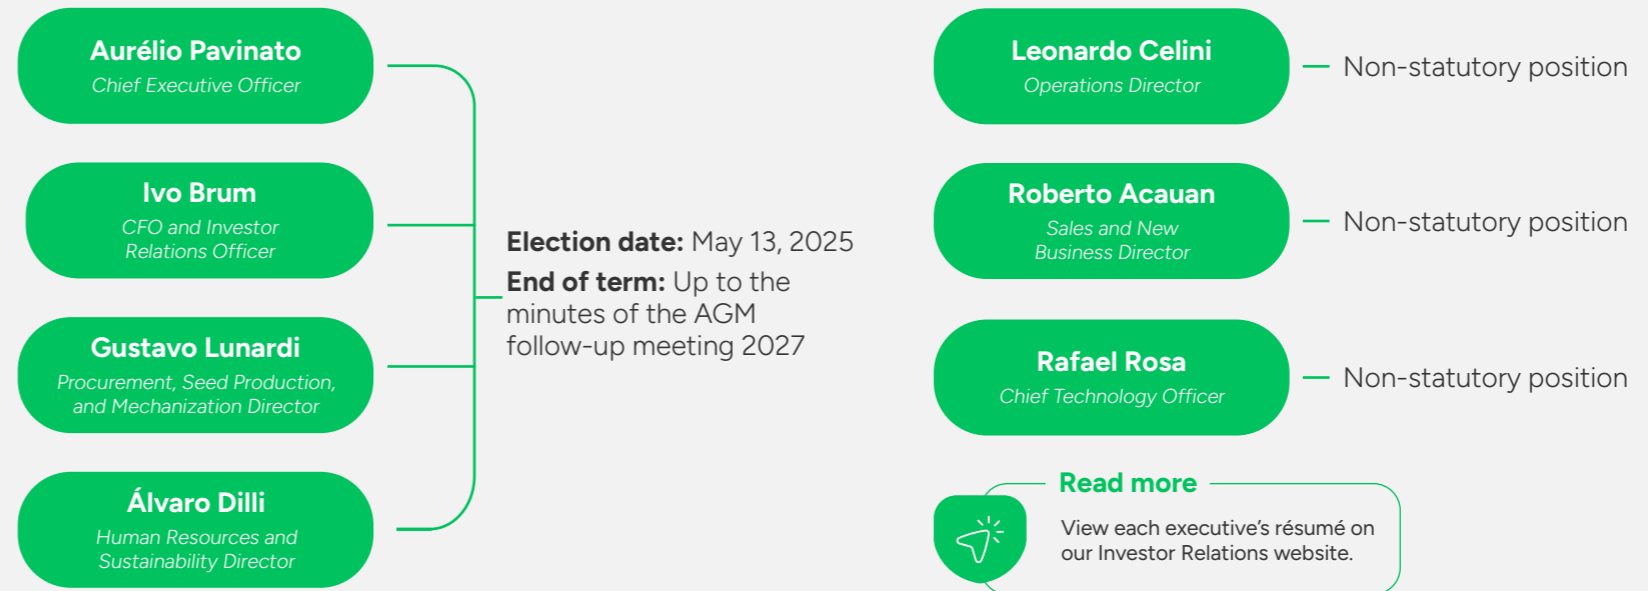 Aurélio Pavinato
Chief Executive Officer
Ivo Brum
CFO and Investor
Relations Officer
Gustavo Lunardi
Procurement, Seed Production,
and Mechanization Director
Álvaro Dilli
Human Resources and
Sustainability Director
Election date: May 13, 2025
End of term: Up to the
minutes of the AGM
follow-up meeting 2027
Leonardo Celini
Operations Director
Non-statutory position
Roberto Acauan
Sales and New
Business Director
Non-statutory position
Rafael Rosa
Chief Technology Officer
Non-statutory position
Read more
View each executive’s résumé on
our Investor Relations website.